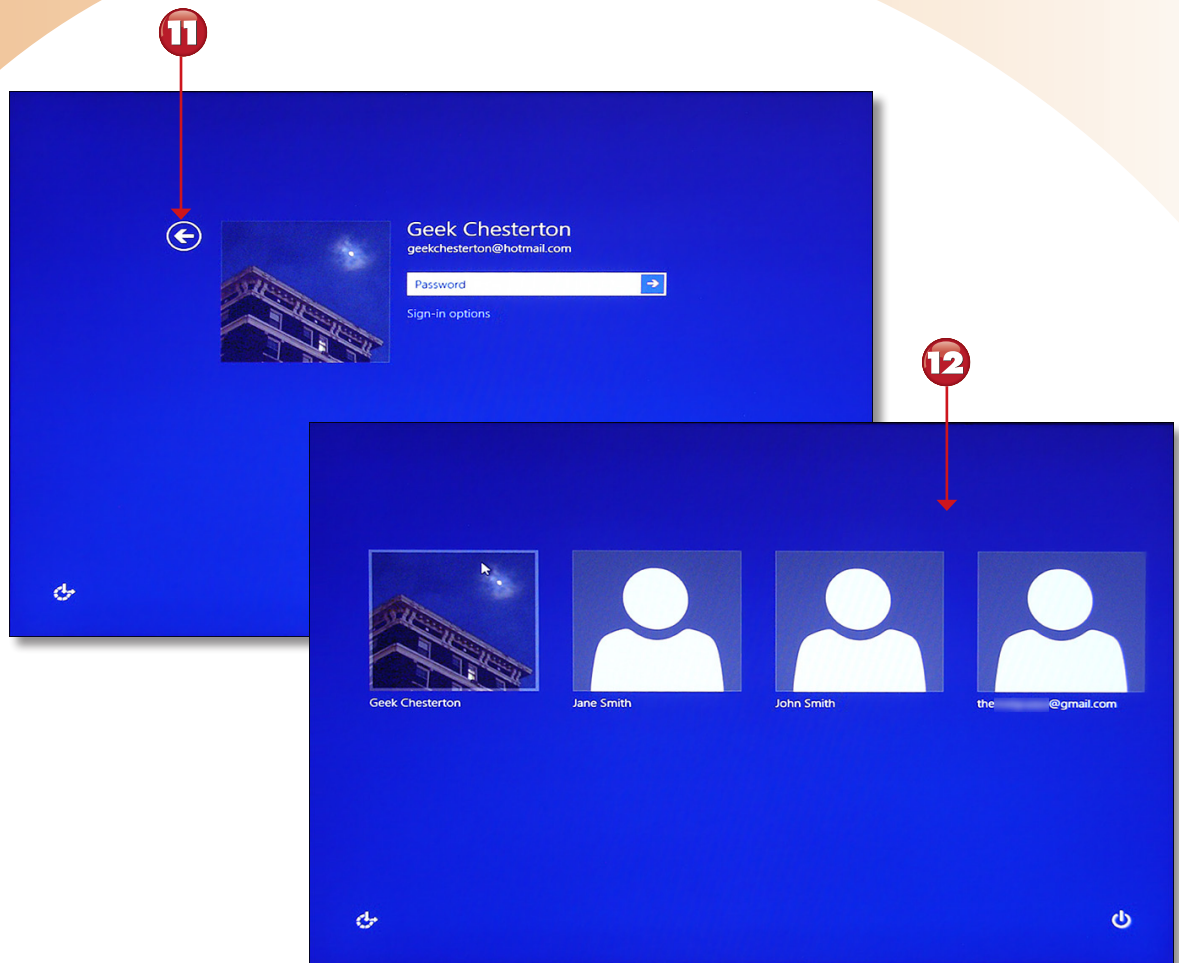 11
Geek Chesterton
geekchesterton@hotmail.com
Password
Sign-in options
12
Geek Chesterton
Jane Smith
John Smith
the @gmail.com